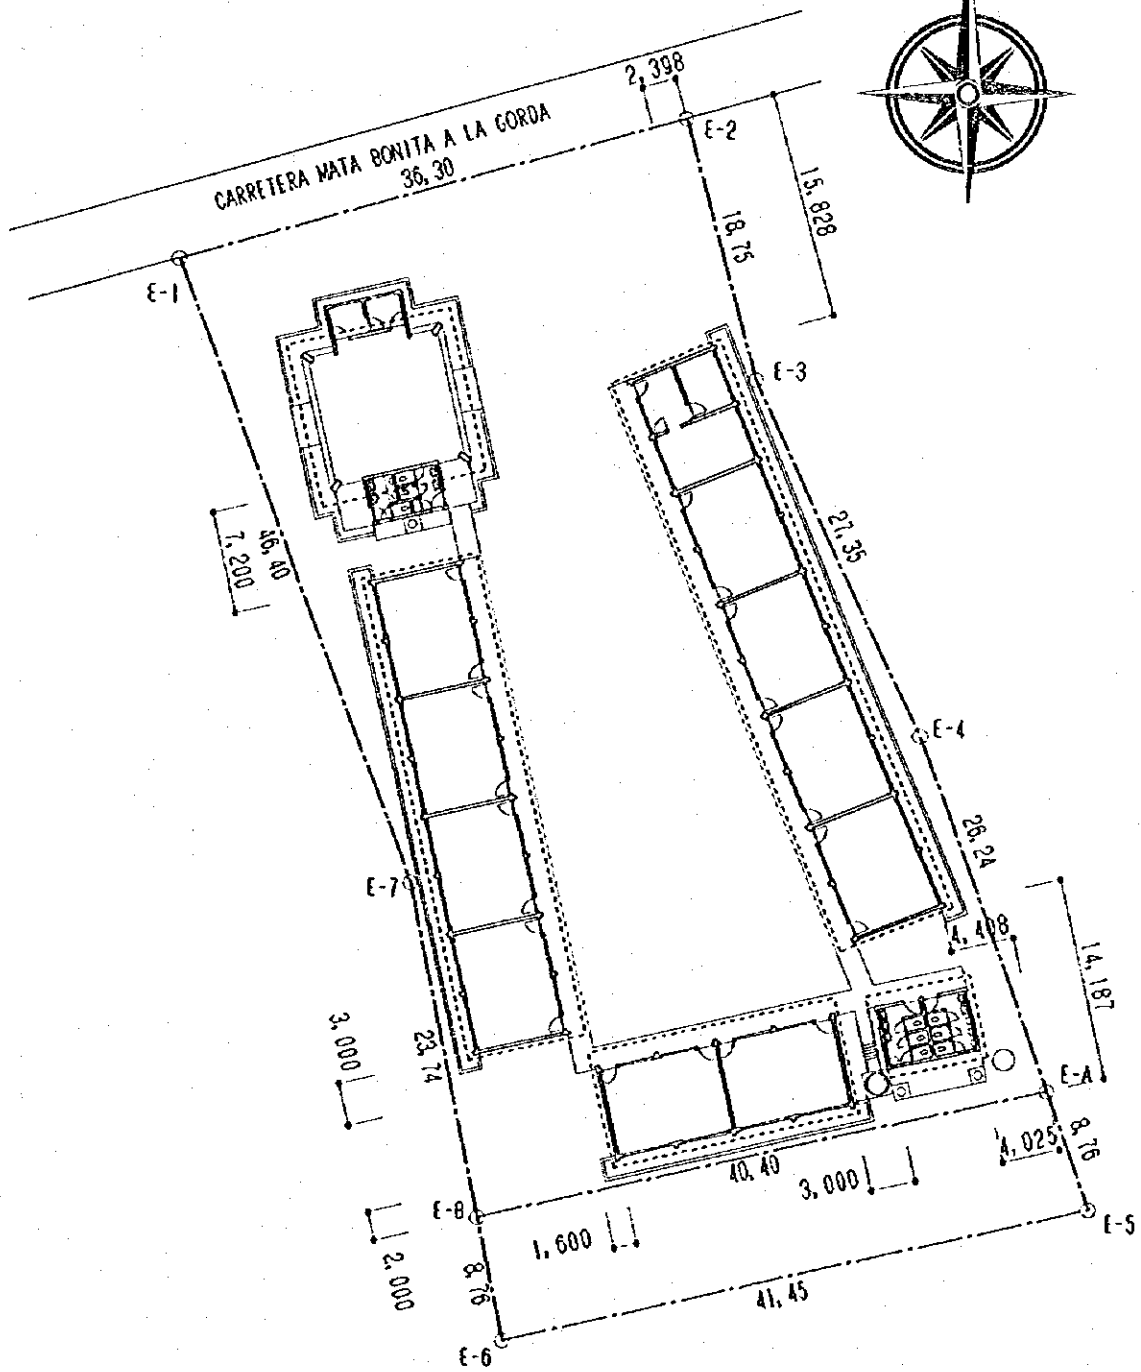 2,398
E-2
CARRETERA MATA BONITA A LA GORDA
36,30
15,828
18,75
E-1
E-3
27,35
46,40
7,200
E-4
26,24
E-7
4,408
14,187
3,000
23,74
E-A
8,76
4,025
40,40
3,000
E-8
E-5
1,600
2,000
8,76
41,45
E-6